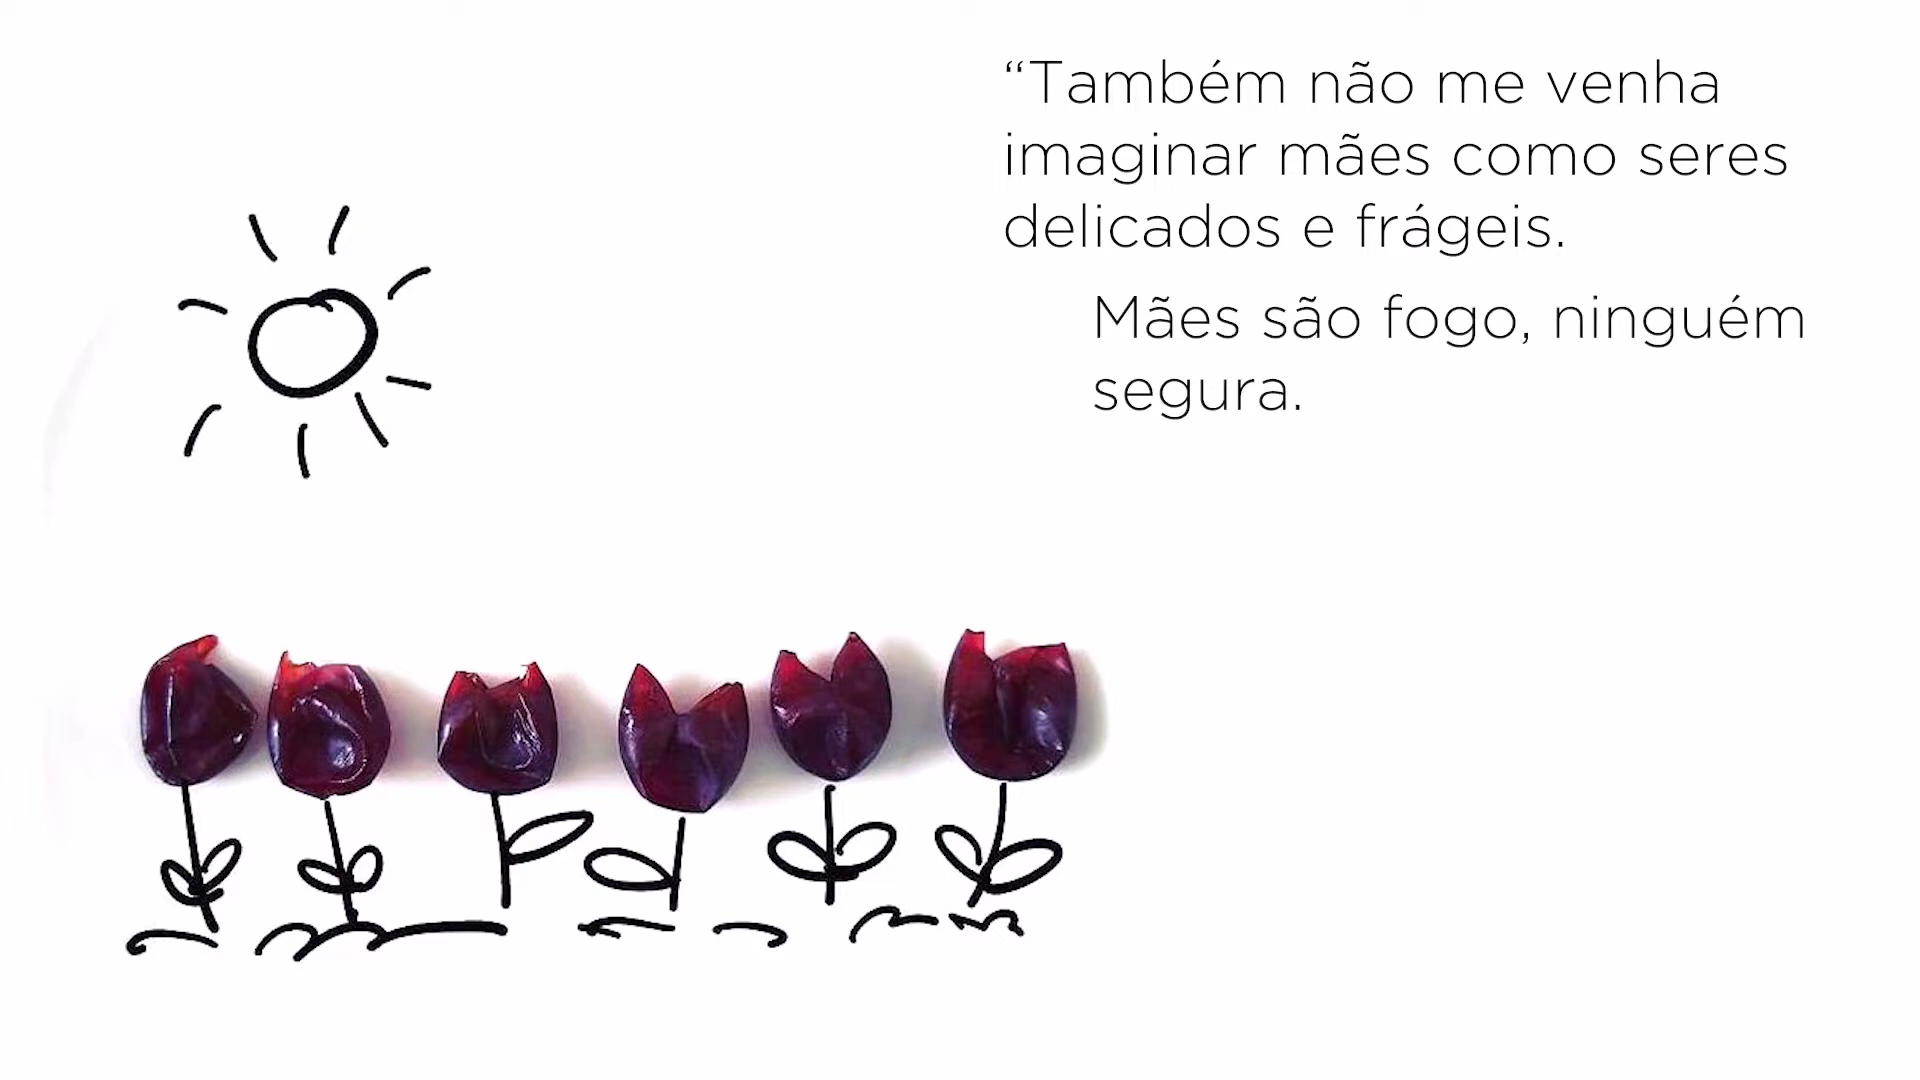 “Também não me venha
imaginar mães como seres
delicados e frágeis.
Mães são fogo, ninguém
segura.